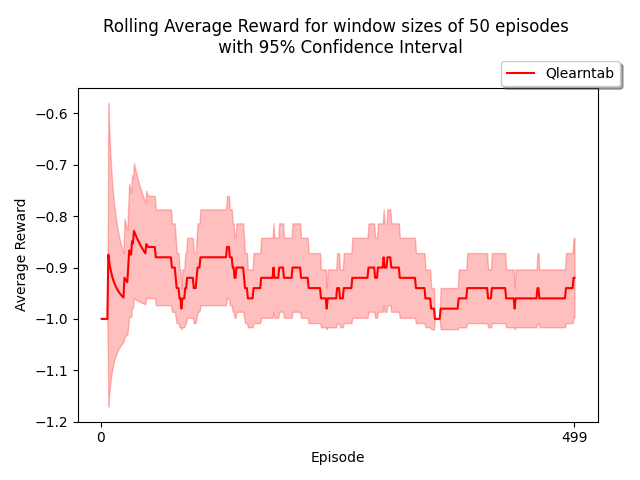 Rolling Average Reward for window sizes of 50 episodes
with 95% Confidence Interval
Qlearntab
−0.6
−0.7
−0.8
−0.9
−1.0
−1.1
−1.2
Average Reward
0
499
Episode